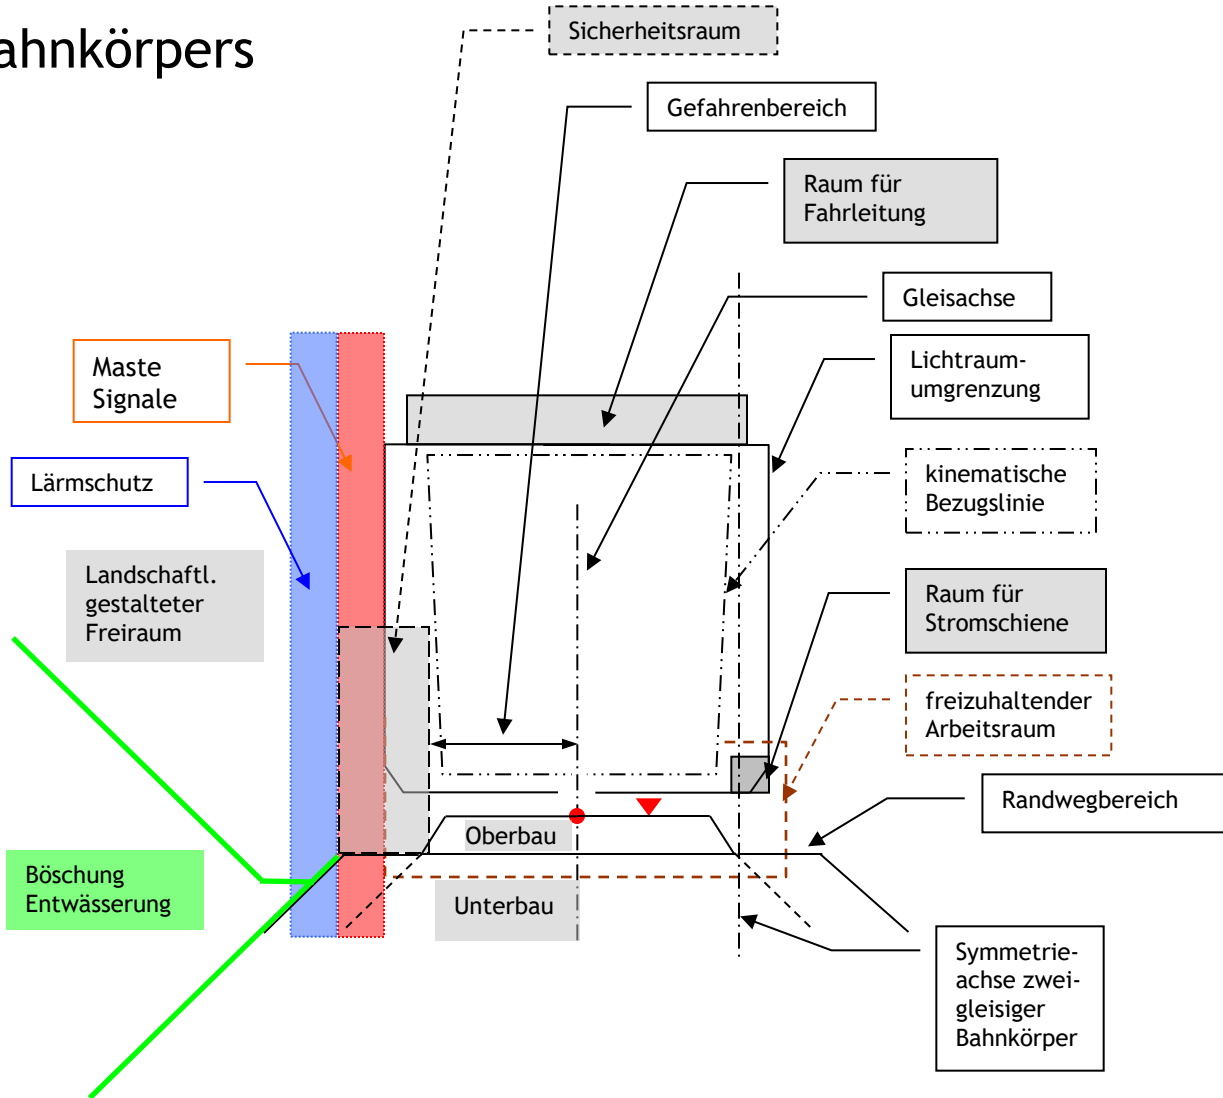 ahnkörpers
Sicherheitsraum
Gefahrenbereich
Raum für
Fahrleitung
Gleisachse
Maste
Signale
Lichtraum-
umgrenzung
Lärmschutz
kinematische
Bezugslinie
Landschaftl.
gestalteter
Freiraum
Raum für
Stromschiene
freizuhaltender
Arbeitsraum
Randwegbereich
Oberbau
Böschung
Entwässerung
Unterbau
Symmetrie-
achse zwei-
gleisiger
Bahnkörper